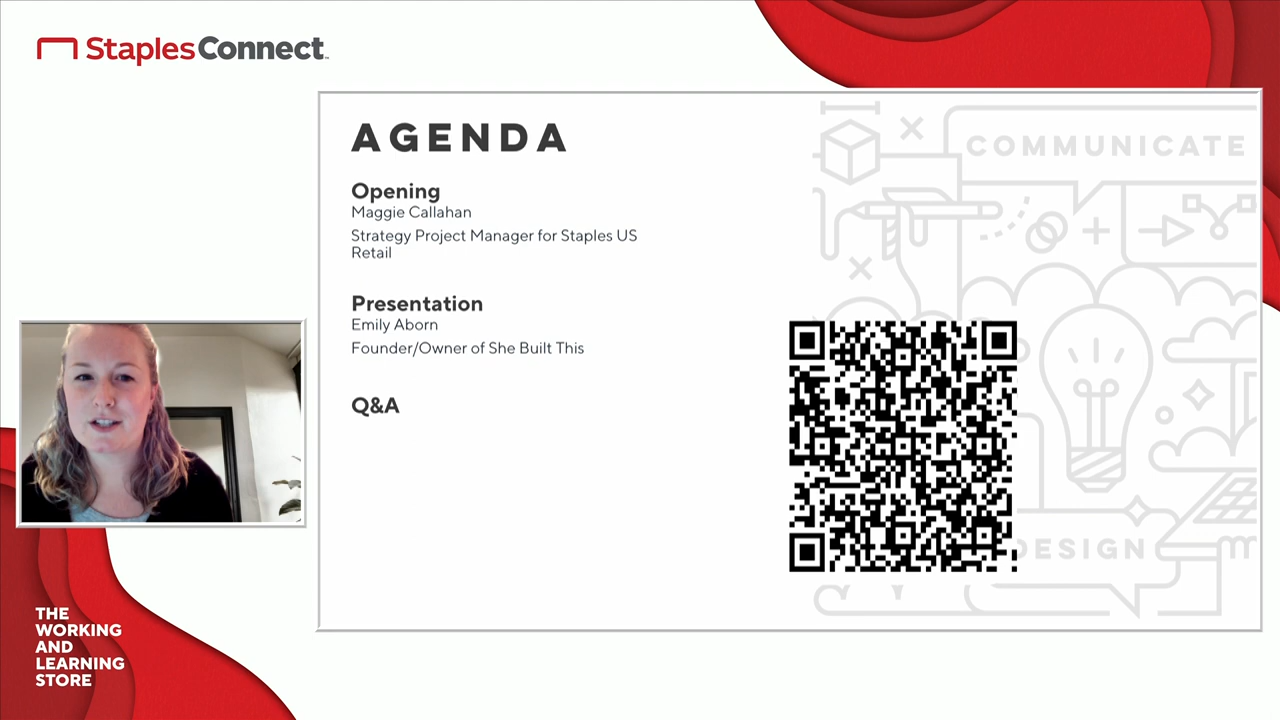 StaplesConnect™
AGENDA
COMMUNICATE
Opening
Maggie Callahan
Strategy Project Manager for Staples US
Retail
Presentation
Emily Aborn
Founder/Owner of She Built This
Q&A
DESIGN
THE
WORKING
AND
LEARNING
STORE